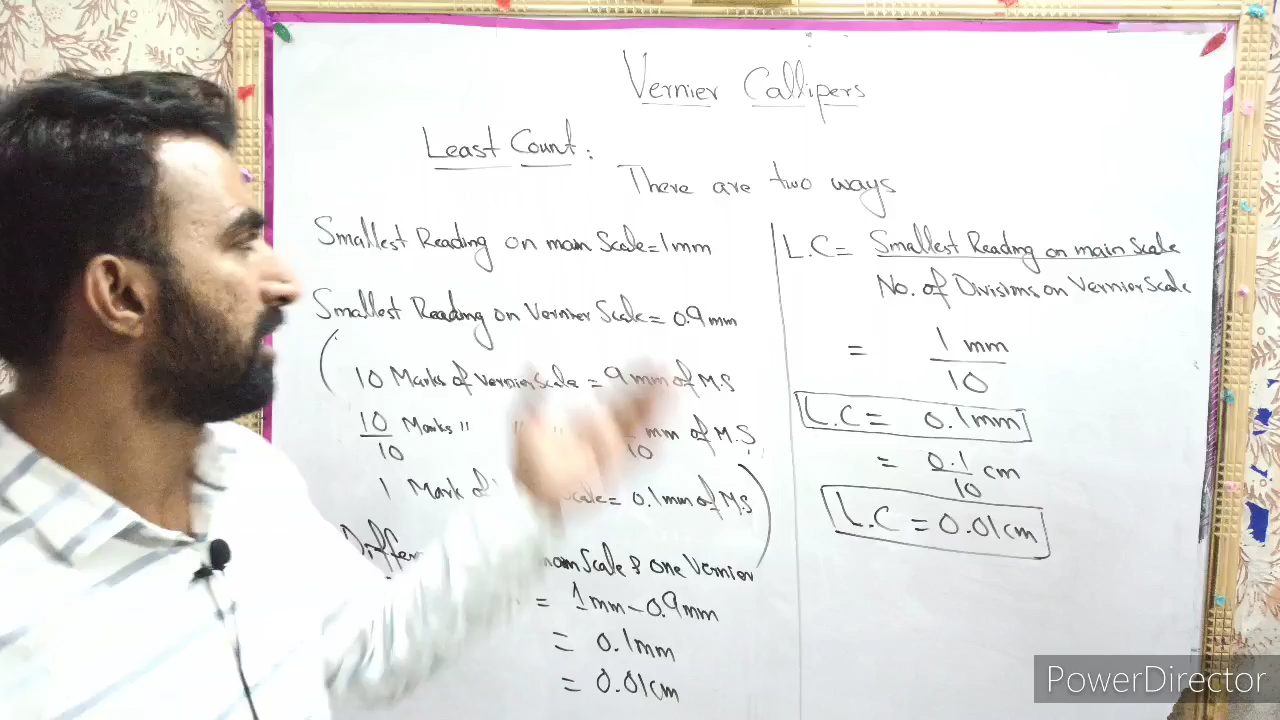 Vernier Callipers
Least Count:
There are two ways
Smallest Reading on main Scale = 1mm
Smallest Reading on Vernier Scale = 0.9mm
( 10 Marks of Vernier Scale = 9 mm of M.S
10/10 Marks " " /10 mm of M.S
1 Mark of Scale = 0.1mm of M.S )
Differ main Scale & one Vernier
= 1mm - 0.9mm
= 0.1mm
= 0.01cm
L.C = Smallest Reading on main Scale
No. of Divisions on Vernier Scale
= 1 mm
10
L.C = 0.1mm
= 0.1/10 cm
L.C = 0.01cm
PowerDirector